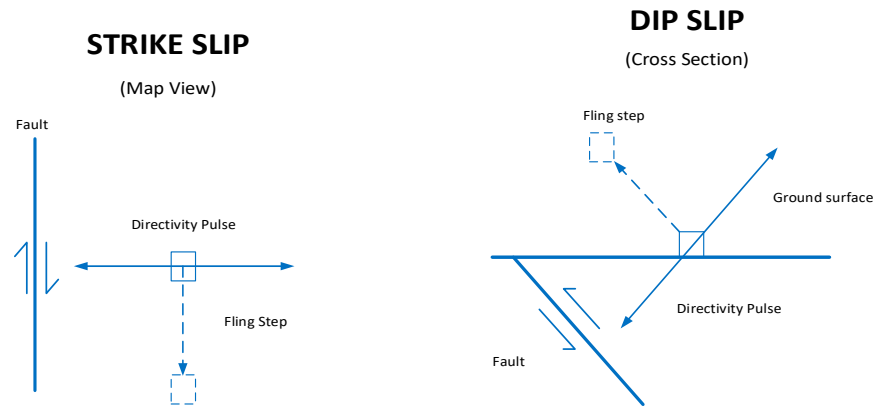 STRIKE SLIP
(Map View)
Fault
Directivity Pulse
Fling Step
DIP SLIP
(Cross Section)
Fling step
Ground surface
Directivity Pulse
Fault